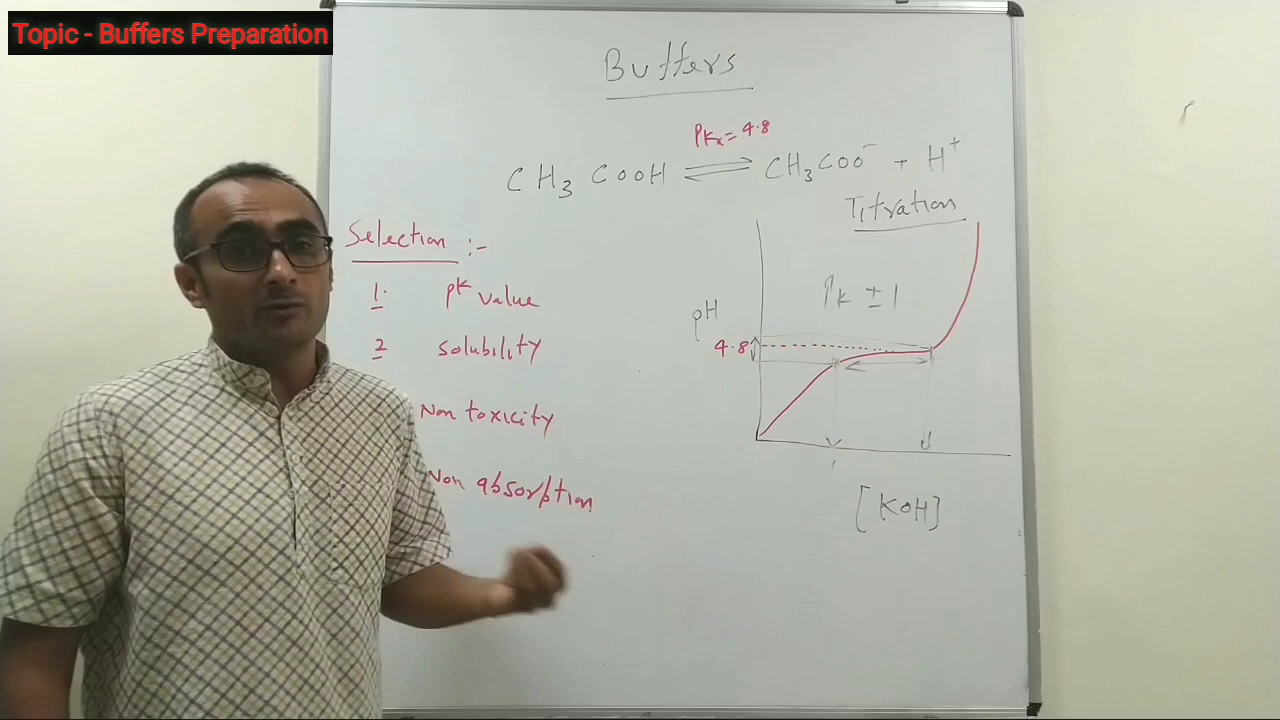 Topic - Buffers Preparation
Buffers
pKa = 4.8
CH3 COOH ⇌ CH3COO⁻ + H⁺
Titration
Selection :-
1. pK value
2 solubility
Non toxicity
Non absorption
pK ± 1
pH
4.8
[KOH]